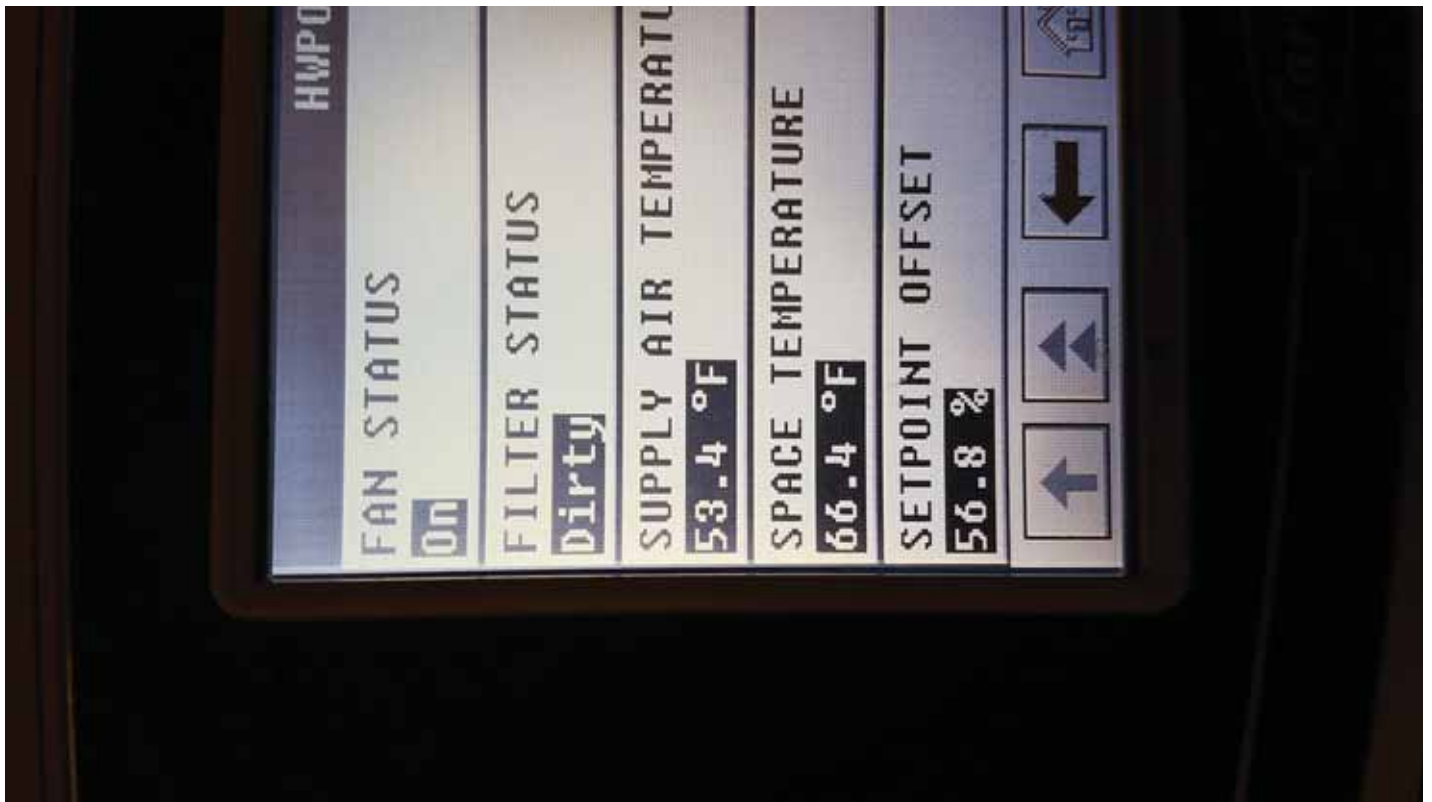 HWPO
FAN STATUS
On
FILTER STATUS
Dirty
SUPPLY AIR TEMPERATU
53.4 °F
SPACE TEMPERATURE
66.4 °F
SETPOINT OFFSET
56.8 %